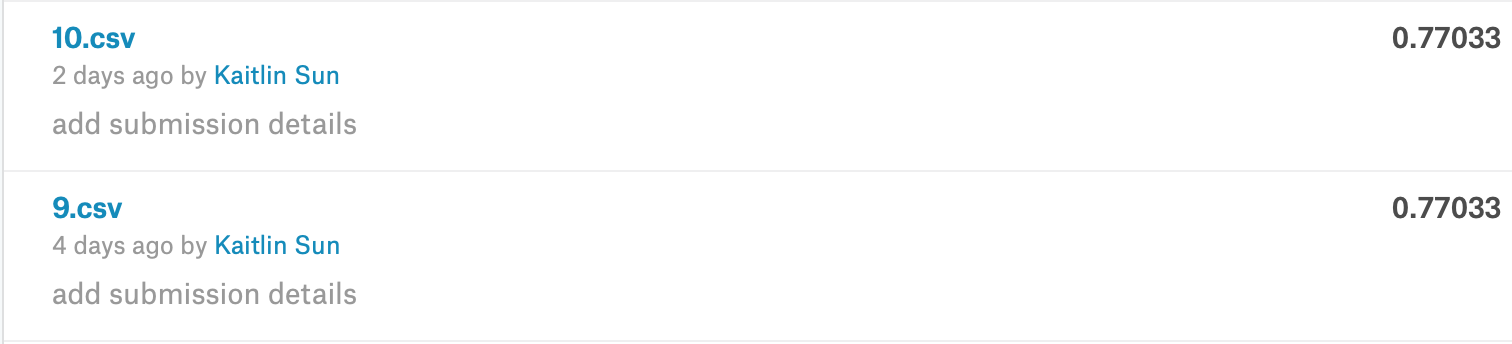 10.csv 0.77033
2 days ago by Kaitlin Sun
add submission details
9.csv 0.77033
4 days ago by Kaitlin Sun
add submission details